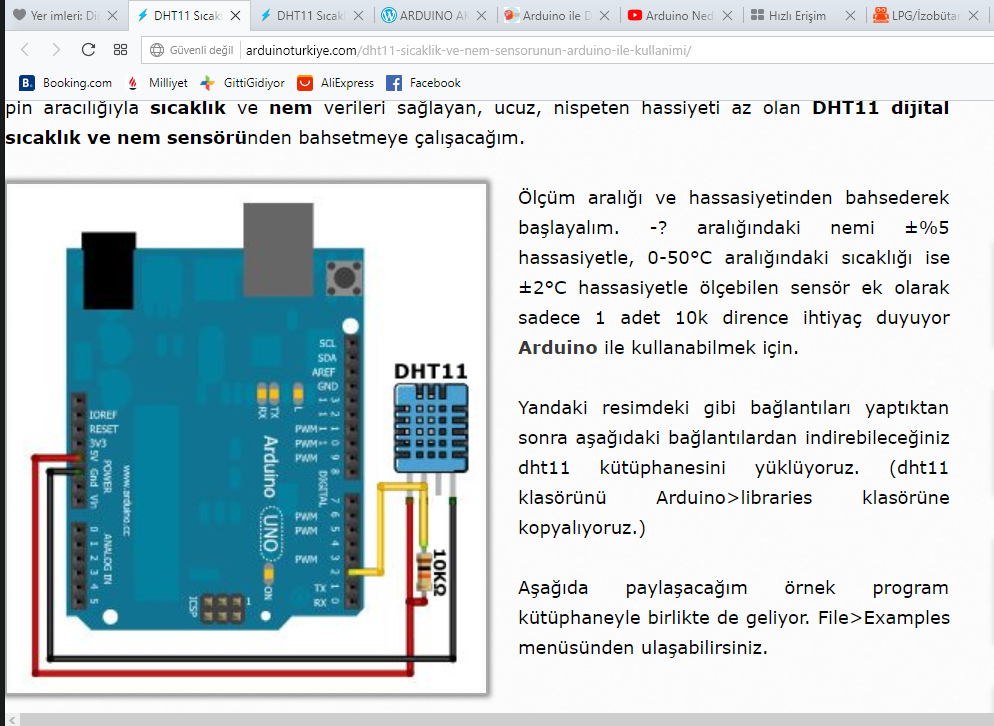 Yer imleri: Di
DHT11 Sıcak
DHT11 Sıcakl
ARDUINO AK
Arduino ile D
Arduino Ned
Hızlı Erişim
LPG/İzobütan
Güvenli değil
arduinoturkiye.com/dht11-sicaklik-ve-nem-sensorunun-arduino-ile-kullanimi/
B. Booking.com
Milliyet
GittiGidiyor
AliExpress
Facebook
pin aracılığıyla sıcaklık ve nem verileri sağlayan, ucuz, nispeten hassiyeti az olan DHT11 dijital
sıcaklık ve nem sensöründen bahsetmeye çalışacağım.
SCL
SDA
AREF
GND
13
12
PWM 11
PWM 10
PWM 9
8
DIGITAL
7
PWM 6
PWM 5
4
PWM 3
2
TX 1
RX 0
IOREF
RESET
3V3
5V
Gnd
Vin
POWER
www.arduino.cc
ANALOG IN
0
1
2
3
4
5
RX
TX
L
Arduino
UNO
ON
ICSP
1
DHT11
10KΩ
Ölçüm aralığı ve hassasiyetinden bahsederek
başlayalım. -? aralığındaki nemi ±%5
hassasiyetle, 0-50°C aralığındaki sıcaklığı ise
±2°C hassasiyetle ölçebilen sensör ek olarak
sadece 1 adet 10k dirence ihtiyaç duyuyor
Arduino ile kullanabilmek için.
Yandaki resimdeki gibi bağlantıları yaptıktan
sonra aşağıdaki bağlantılardan indirebileceğiniz
dht11 kütüphanesini yüklüyoruz. (dht11
klasörünü Arduino>libraries klasörüne
kopyalıyoruz.)
Aşağıda paylaşacağım örnek program
kütüphaneyle birlikte de geliyor. File>Examples
menüsünden ulaşabilirsiniz.